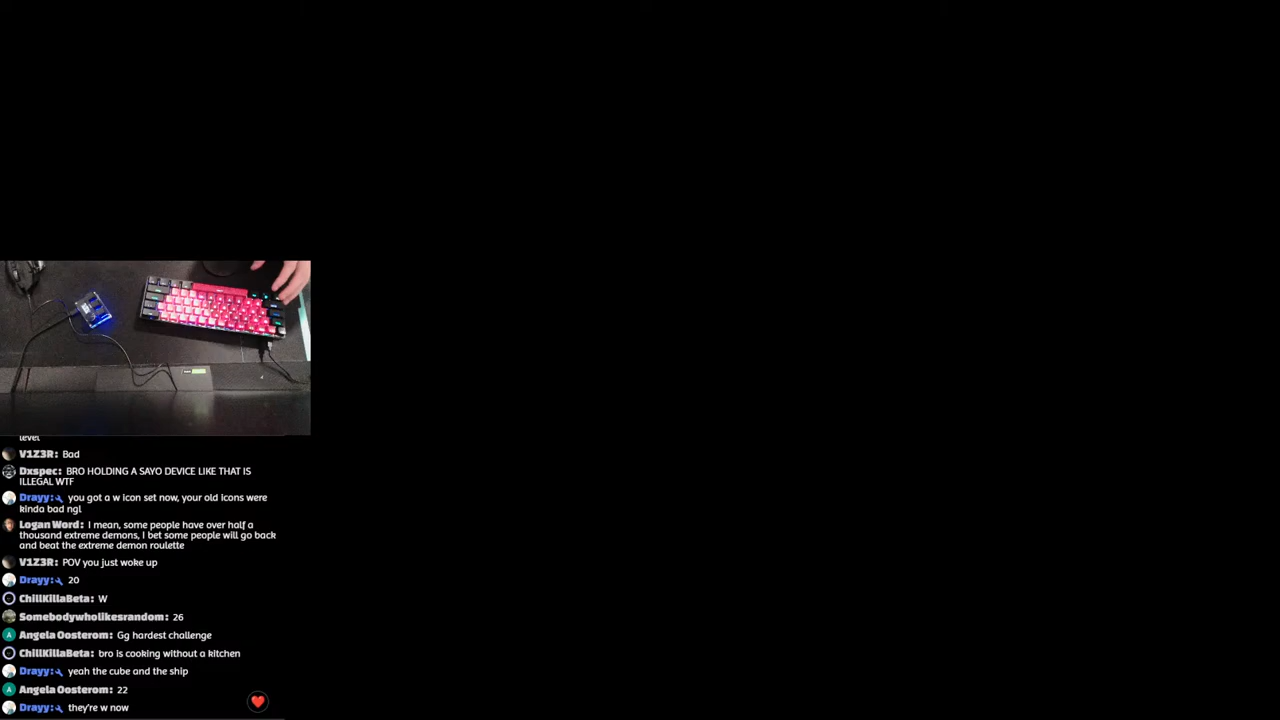 level
V1Z3R: Bad
Dxspec: BRO HOLDING A SAYO DEVICE LIKE THAT IS
ILLEGAL WTF
Drayy: you got a w icon set now, your old icons were
kinda bad ngl
Logan Word: I mean, some people have over half a
thousand extreme demons, I bet some people will go back
and beat the extreme demon roulette
V1Z3R: POV you just woke up
Drayy: 20
ChillKillaBeta: W
Somebodywholikesrandom: 26
A Angela Oosterom: Gg hardest challenge
ChillKillaBeta: bro is cooking without a kitchen
Drayy: yeah the cube and the ship
A Angela Oosterom: 22
Drayy: they're w now